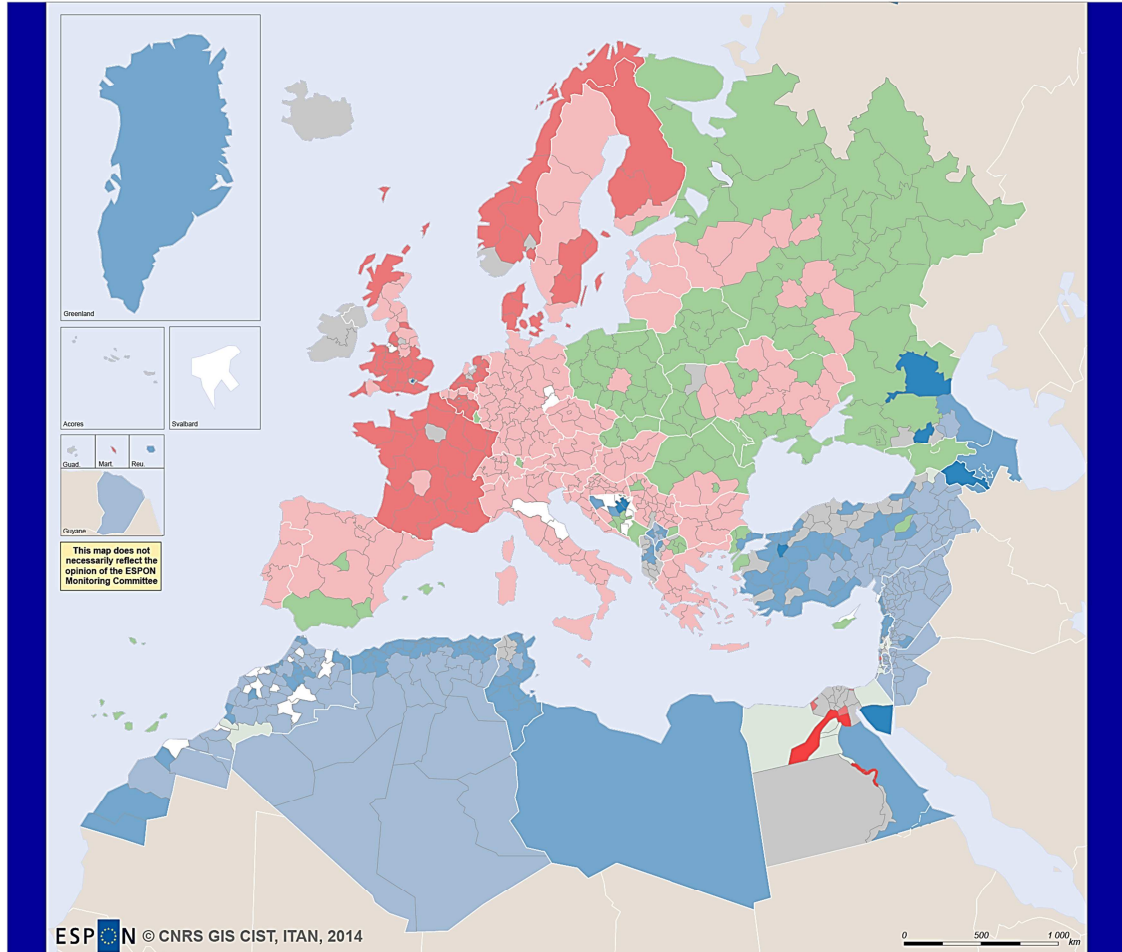 Greenland
Acores
Svalbard
Guad.
Mart.
Reu.
Guyane
This map does not
necessarily reflect the
opinion of the ESPON
Monitoring Committee
ESPON © CNRS GIS CIST, ITAN, 2014
0 500 1 000
km